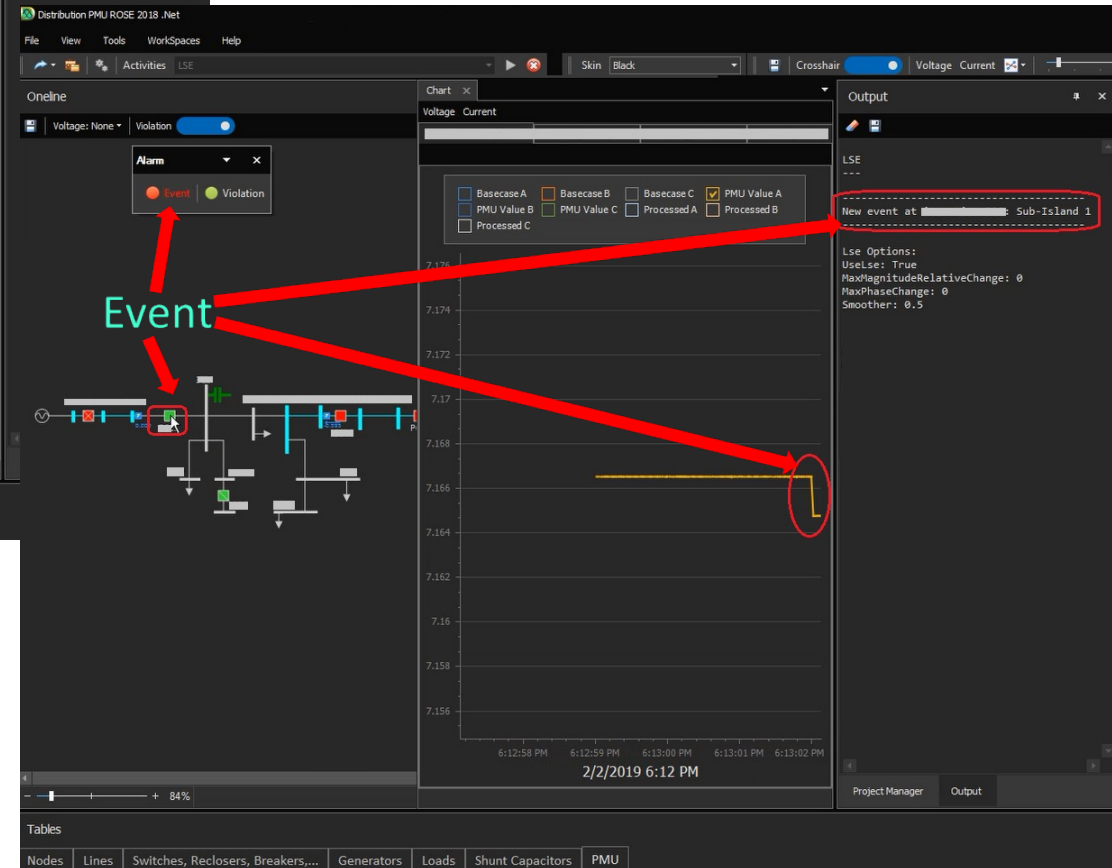 Distribution PMU ROSE 2018 .Net
File View Tools WorkSpaces Help
Activities LSE Skin Black Crosshair Voltage Current
Oneline
Voltage: None Violation
Alarm
Event Violation
Event
84%
Chart
Voltage Current
Basecase A Basecase B Basecase C PMU Value A
PMU Value B PMU Value C Processed A Processed B
Processed C
7.176
7.174
7.172
7.17
7.168
7.166
7.164
7.162
7.16
7.158
7.156
6:12:58 PM 6:12:59 PM 6:13:00 PM 6:13:01 PM 6:13:02 PM
2/2/2019 6:12 PM
Output
LSE
---
New event at : Sub-Island 1
Lse Options:
UseLse: True
MaxMagnitudeRelativeChange: 0
MaxPhaseChange: 0
Smoother: 0.5
Project Manager Output
Tables
Nodes Lines Switches, Reclosers, Breakers,... Generators Loads Shunt Capacitors PMU